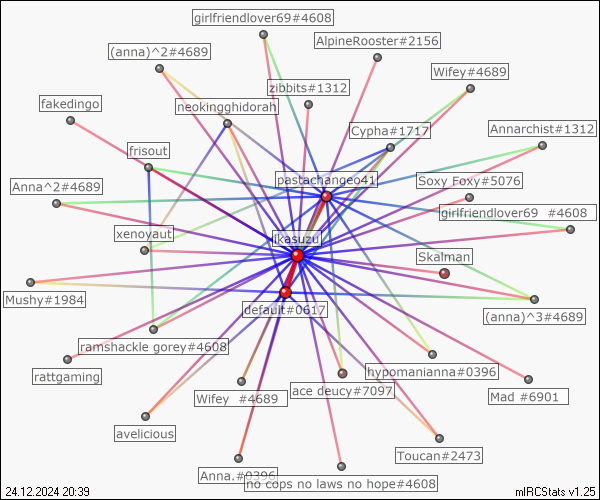 girlfriendlover69#4608
AlpineRooster#2156
(anna)^2#4689
Wifey#4689
zibbits#1312
fakedingo
neokingghidorah
Cypha#1717
Annarchist#1312
frisout
pastachangeo41
Soxy Foxy#5076
Anna^2#4689
girlfriendlover69 #4608
xenoyaut
ikasuzu
Skalman
Mushy#1984
default#0617
(anna)^3#4689
ramshackle gorey#4608
rattgaming
hypomanianna#0396
ace deucy#7097
Wifey #4689
Mad #6901
avelicious
Toucan#2473
Anna.#0396
no cops no laws no hope#4608
24.12.2024 20:39
mIRCStats v1.25